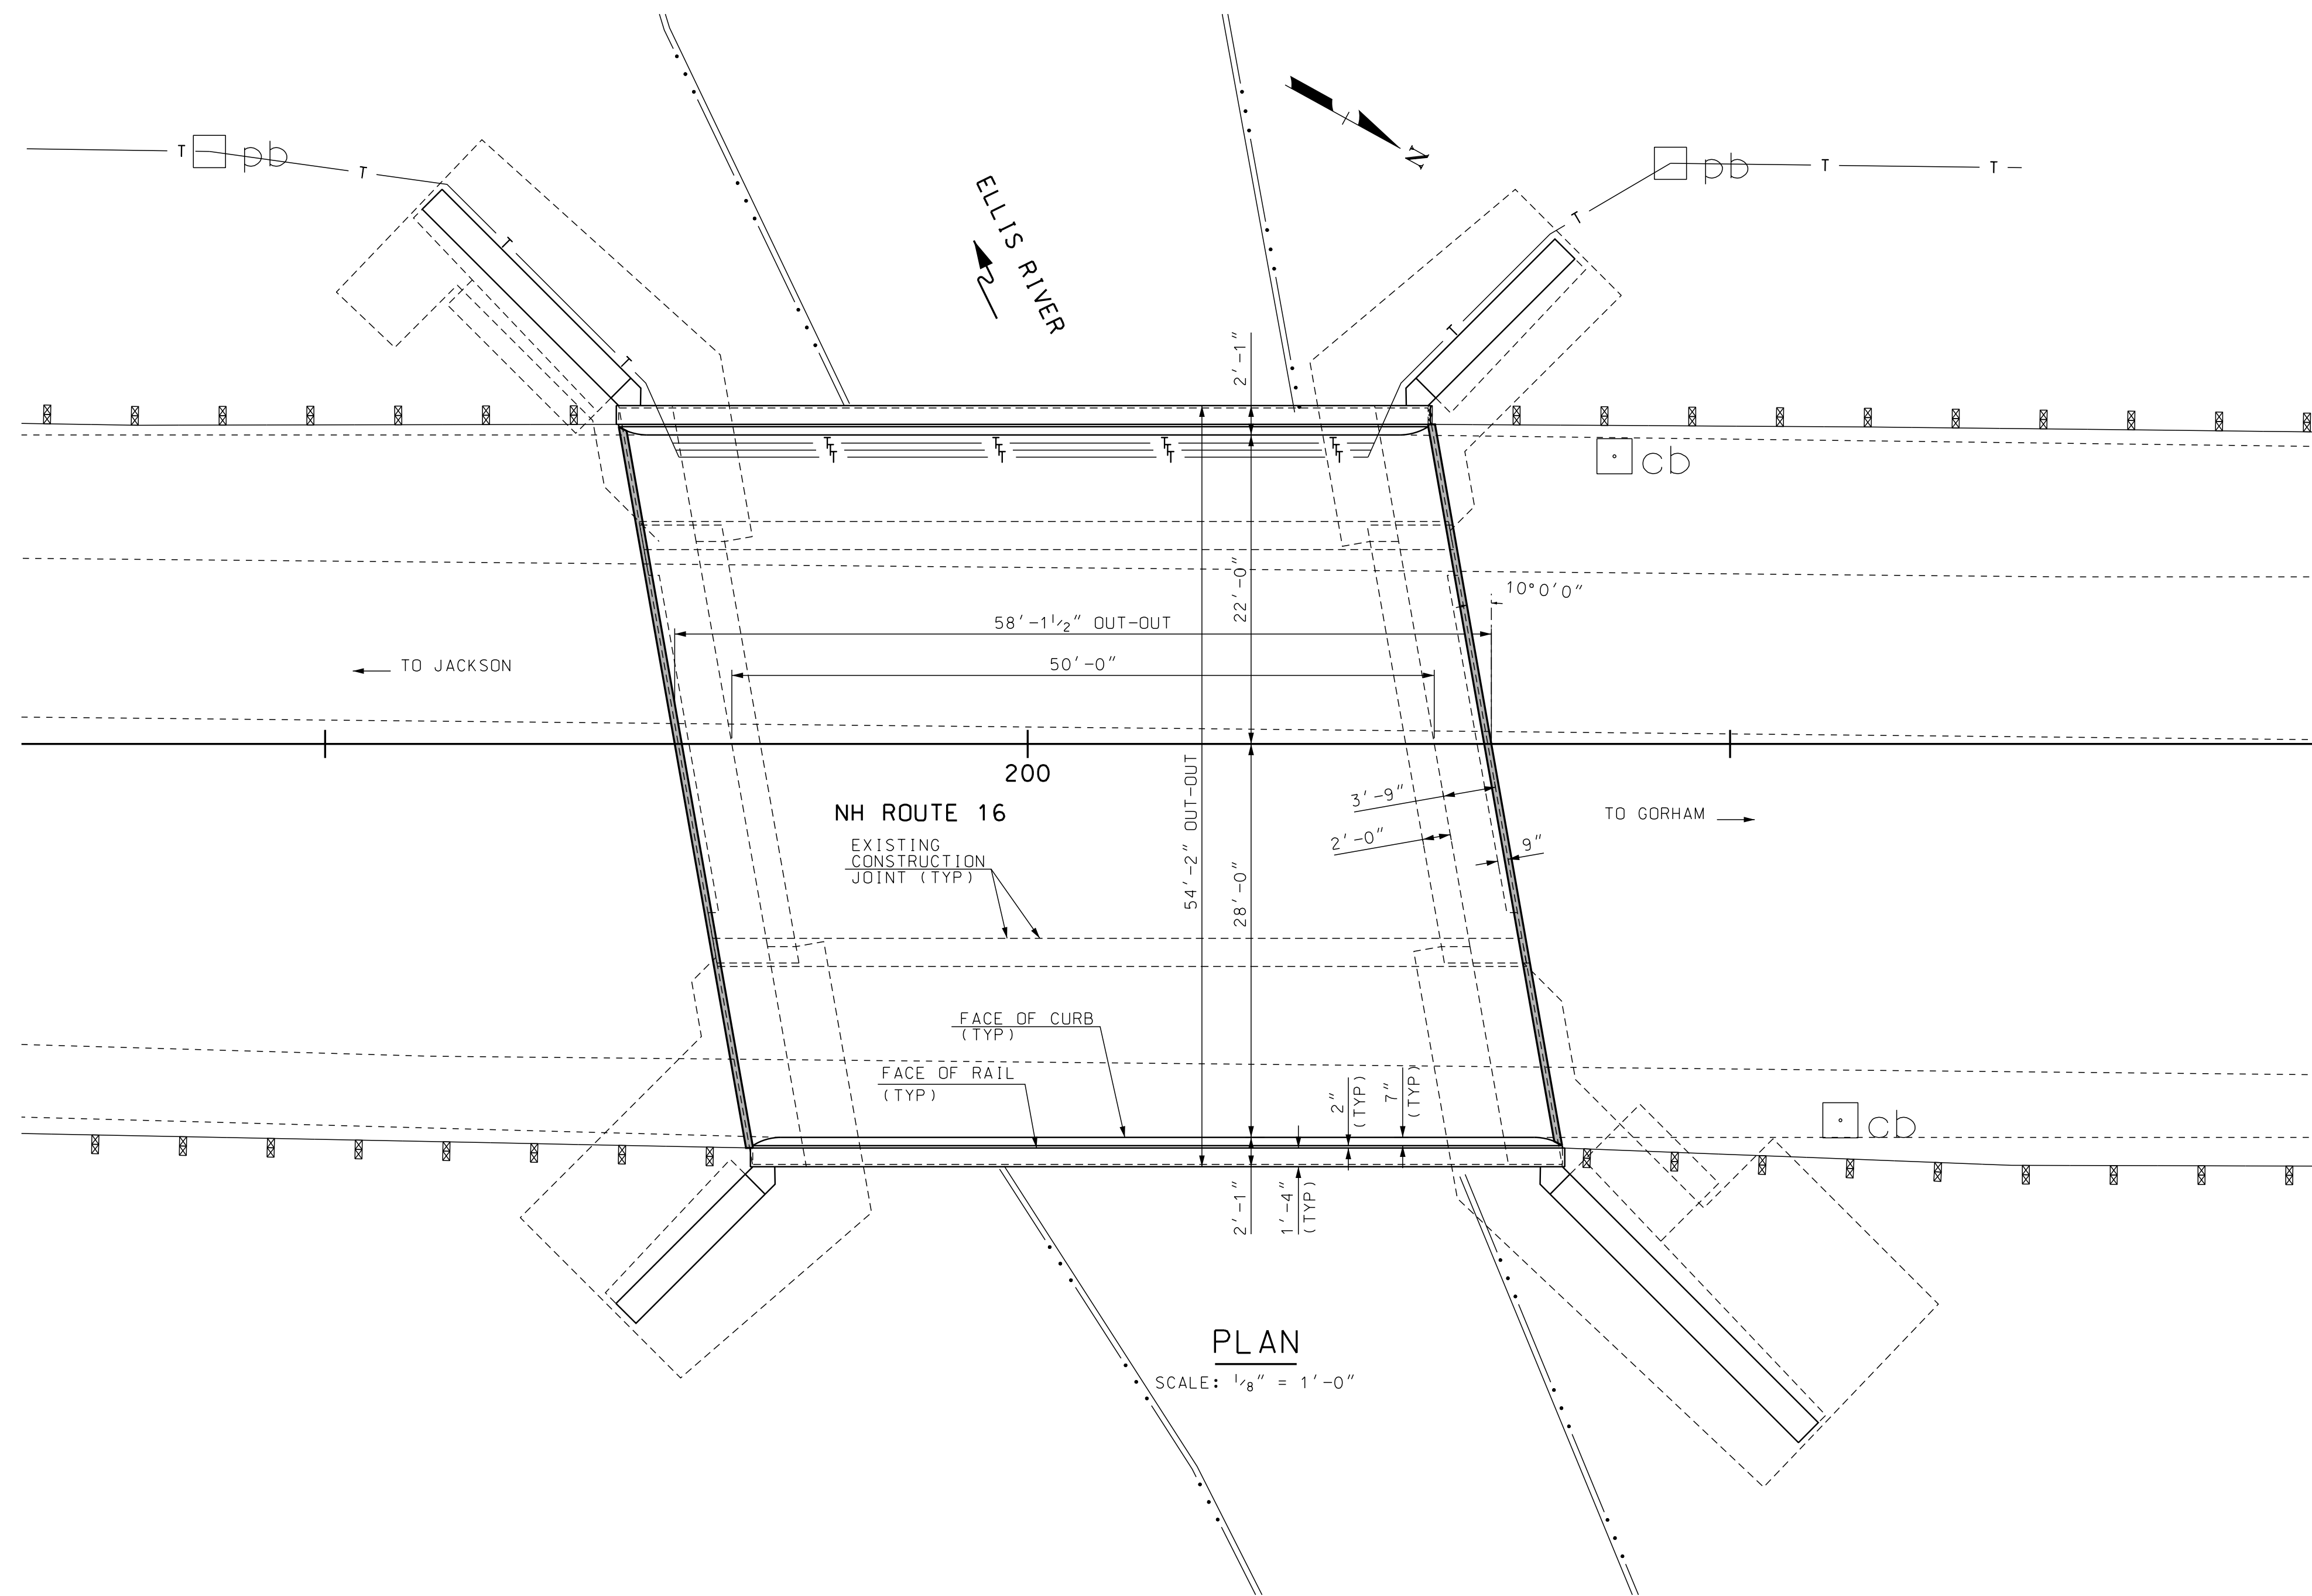 N
T
pb
T
T
T
ELLIS RIVER
pb
T
T
T
T
2'-1"
T T T T
T T T T
T T T T
cb
22'-0"
10°0'0"
58'-1 1/2" OUT-OUT
50'-0"
TO JACKSON
200
NH ROUTE 16
54'-2" OUT-OUT
28'-0"
3'-9"
2'-0"
9"
TO GORHAM
EXISTING
CONSTRUCTION
JOINT (TYP)
FACE OF CURB
(TYP)
FACE OF RAIL
(TYP)
2"
(TYP)
7"
(TYP)
cb
2'-1"
1'-4"
(TYP)
PLAN
SCALE: 1/8" = 1'-0"